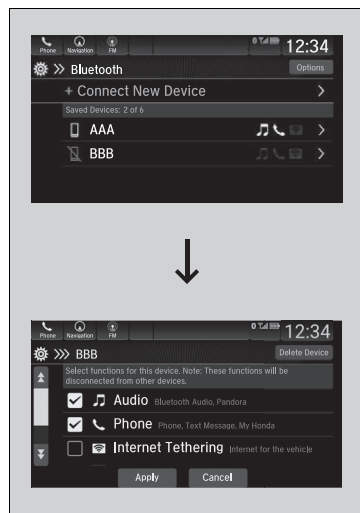 Phone Navigation FM 12:34
Bluetooth Options
+ Connect New Device
Saved Devices: 2 of 6
AAA
BBB
Phone Navigation FM 12:34
BBB Delete Device
Select functions for this device. Note: These functions will be
disconnected from other devices.
Audio Bluetooth Audio, Pandora
Phone Phone, Text Message, My Honda
Internet Tethering Internet for the vehicle
Apply Cancel